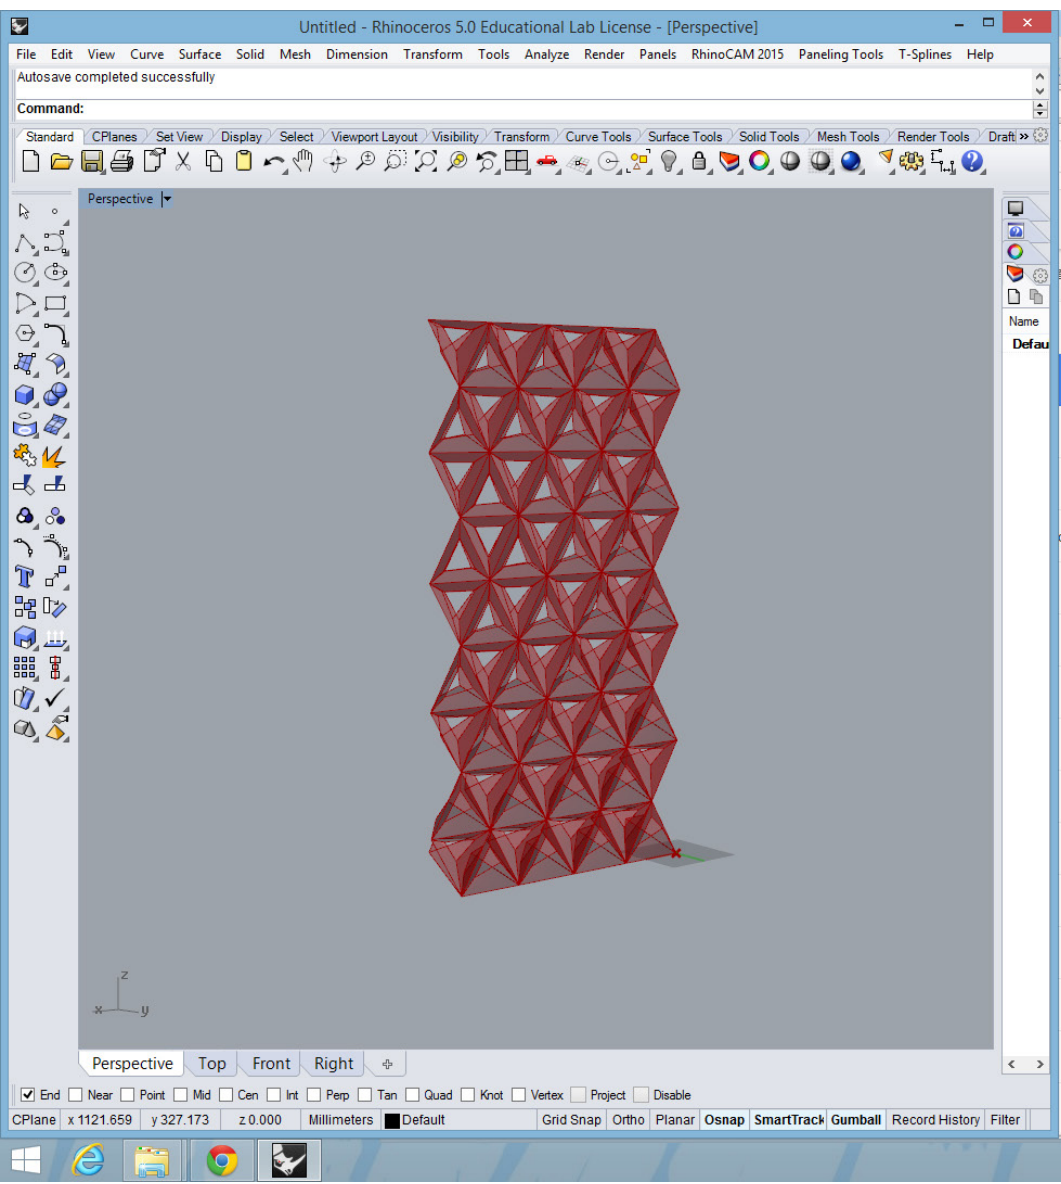 Untitled - Rhinoceros 5.0 Educational Lab License - [Perspective]
File Edit View Curve Surface Solid Mesh Dimension Transform Tools Analyze Render Panels RhinoCAM 2015 Paneling Tools T-Splines Help
Autosave completed successfully
Command:
Standard CPlanes Set View Display Select Viewport Layout Visibility Transform Curve Tools Surface Tools Solid Tools Mesh Tools Render Tools Draft »
Perspective
Name
Defau
z
x y
Perspective Top Front Right
End Near Point Mid Cen Int Perp Tan Quad Knot Vertex Project Disable
CPlane x 1121.659 y 327.173 z 0.000 Millimeters Default Grid Snap Ortho Planar Osnap SmartTrack Gumball Record History Filter